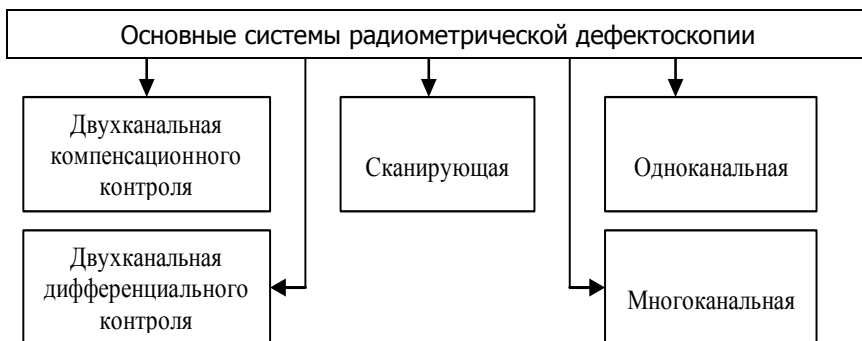 Основные системы радиометрической дефектоскопии
Двухканальная
компенсационного
контроля
Сканирующая
Одноканальная
Двухканальная
дифференциального
контроля
Многоканальная